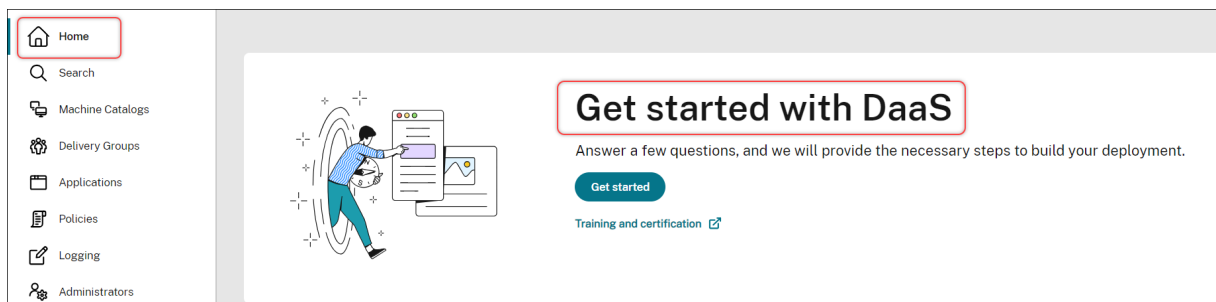 Home
Search
Machine Catalogs
Delivery Groups
Applications
Policies
Logging
Administrators
Get started with DaaS
Answer a few questions, and we will provide the necessary steps to build your deployment.
Get started
Training and certification